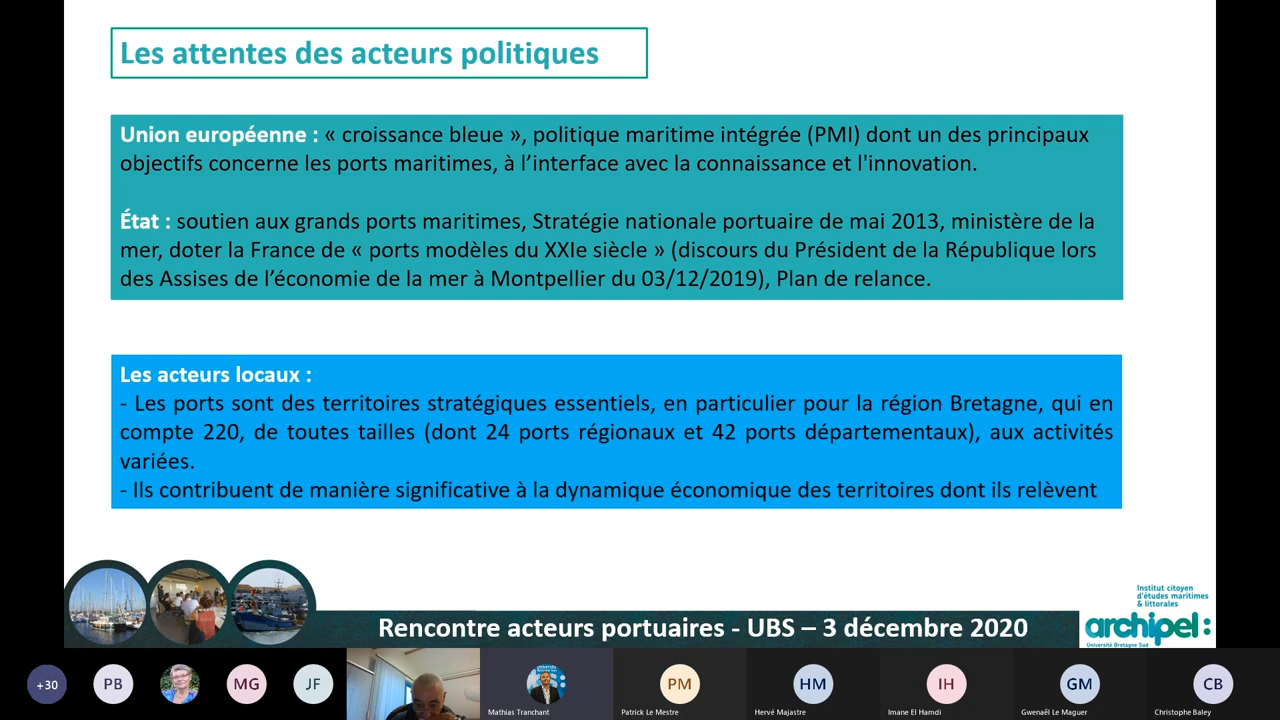 Les attentes des acteurs politiques
Union européenne : « croissance bleue », politique maritime intégrée (PMI) dont un des principaux
objectifs concerne les ports maritimes, à l’interface avec la connaissance et l'innovation.
État : soutien aux grands ports maritimes, Stratégie nationale portuaire de mai 2013, ministère de la
mer, doter la France de « ports modèles du XXIe siècle » (discours du Président de la République lors
des Assises de l’économie de la mer à Montpellier du 03/12/2019), Plan de relance.
Les acteurs locaux :
- Les ports sont des territoires stratégiques essentiels, en particulier pour la région Bretagne, qui en
compte 220, de toutes tailles (dont 24 ports régionaux et 42 ports départementaux), aux activités
variées.
- Ils contribuent de manière significative à la dynamique économique des territoires dont ils relèvent
Institut citoyen
d'études maritimes
& littorales
archipel:
Université Bretagne Sud
Rencontre acteurs portuaires - UBS – 3 décembre 2020
+30
PB
MG
JF
Mathias Tranchant
PM
Patrick Le Mestre
HM
Hervé Majastre
IH
Imane El Hamdi
GM
Gwenaël Le Maguer
CB
Christophe Baley